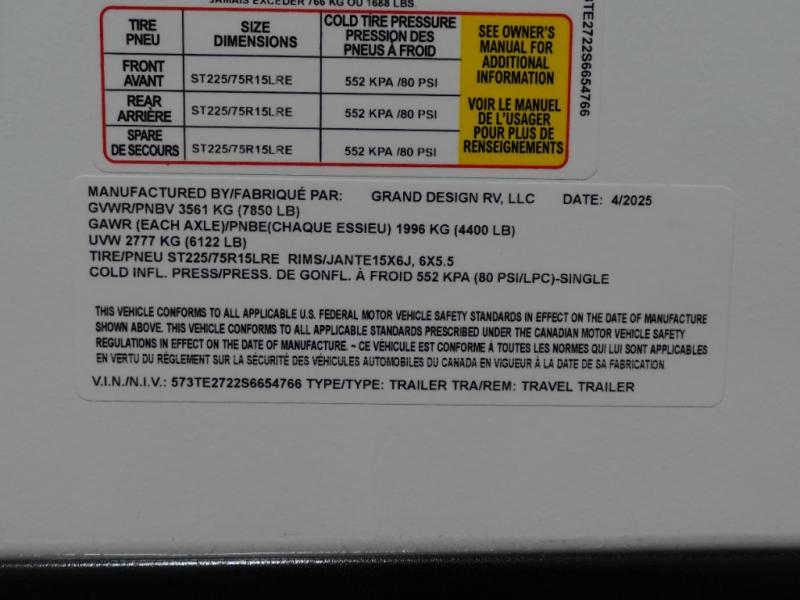 JAMAIS EXCÉDER 766 KG OU 1688 LBS.
TIRE PNEU
SIZE DIMENSIONS
COLD TIRE PRESSURE
PRESSION DES
PNEUS À FROID
SEE OWNER'S
MANUAL FOR
ADDITIONAL
INFORMATION
VOIR LE MANUEL
DE L'USAGER
POUR PLUS DE
RENSEIGNEMENTS
FRONT
AVANT
ST225/75R15LRE
552 KPA /80 PSI
REAR
ARRIÈRE
ST225/75R15LRE
552 KPA /80 PSI
SPARE
DE SECOURS
ST225/75R15LRE
552 KPA /80 PSI
TE2722S6654766
MANUFACTURED BY/FABRIQUÉ PAR: GRAND DESIGN RV, LLC DATE: 4/2025
GVWR/PNBV 3561 KG (7850 LB)
GAWR (EACH AXLE)/PNBE(CHAQUE ESSIEU) 1996 KG (4400 LB)
UVW 2777 KG (6122 LB)
TIRE/PNEU ST225/75R15LRE RIMS/JANTE15X6J, 6X5.5
COLD INFL. PRESS/PRESS. DE GONFL. À FROID 552 KPA (80 PSI/LPC)-SINGLE
THIS VEHICLE CONFORMS TO ALL APPLICABLE U.S. FEDERAL MOTOR VEHICLE SAFETY STANDARDS IN EFFECT ON THE DATE OF MANUFACTURE
SHOWN ABOVE. THIS VEHICLE CONFORMS TO ALL APPLICABLE STANDARDS PRESCRIBED UNDER THE CANADIAN MOTOR VEHICLE SAFETY
REGULATIONS IN EFFECT ON THE DATE OF MANUFACTURE. ~ CE VÉHICULE EST CONFORME À TOUTES LES NORMES QUI LUI SONT APPLICABLES
EN VERTU DU RÉGLEMENT SUR LA SÉCURITÉ DES VÉHICULES AUTOMOBILES DU CANADA EN VIGUEUR À LA DATE DE SA FABRICATION.
V.I.N./N.I.V.: 573TE2722S6654766 TYPE/TYPE: TRAILER TRA/REM: TRAVEL TRAILER